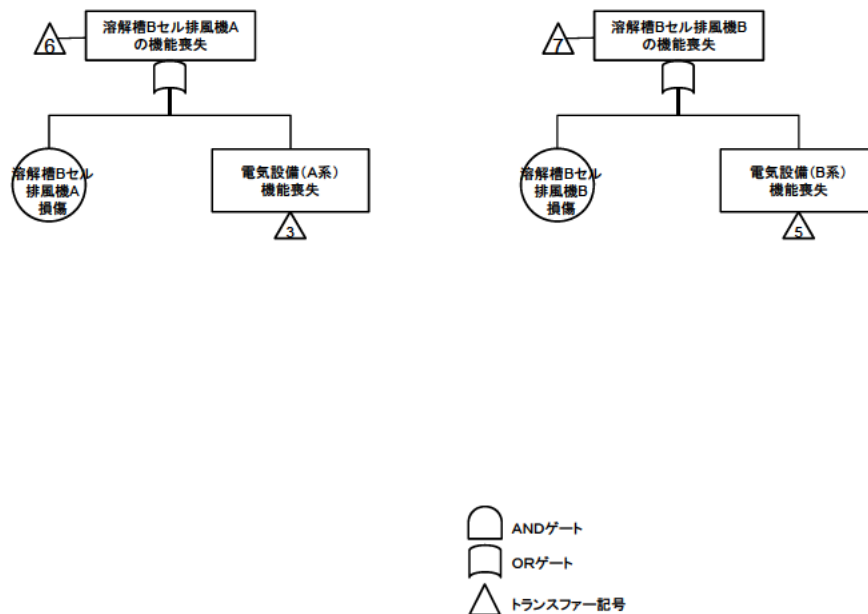 6
溶解槽Bセル排風機A
の機能喪失
溶解槽Bセル
排風機A
損傷
電気設備(A系)
機能喪失
3
7
溶解槽Bセル排風機B
の機能喪失
溶解槽Bセル
排風機B
損傷
電気設備(B系)
機能喪失
5
ANDゲート
ORゲート
トランスファー記号